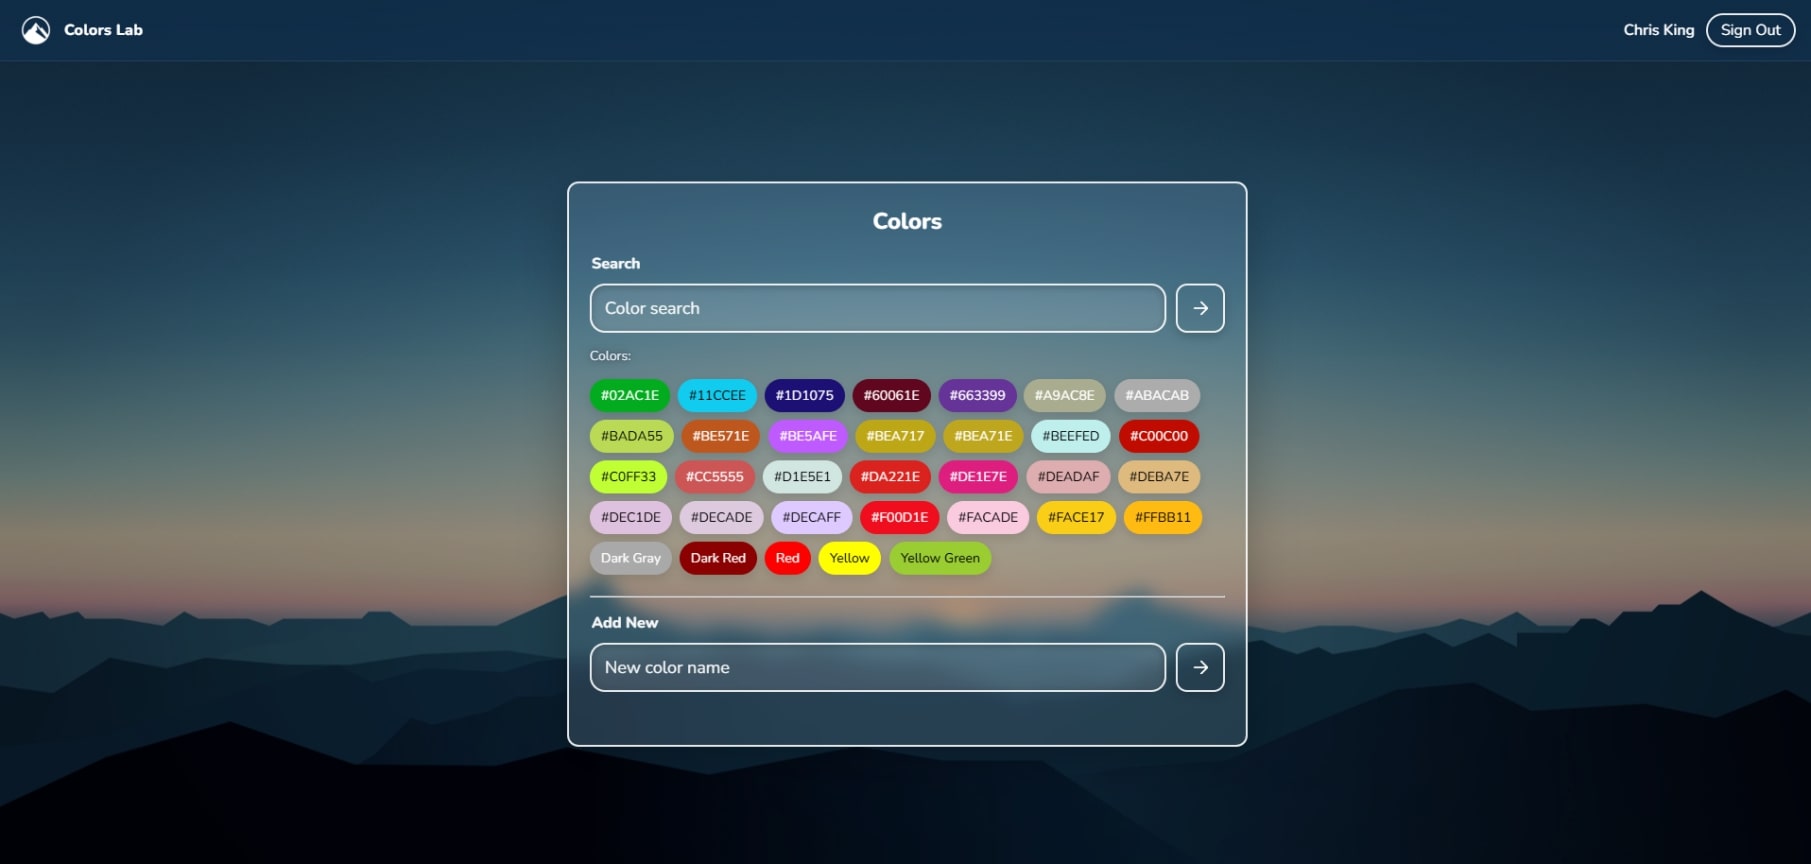 Colors Lab
Chris King
Sign Out
Colors
Search
Color search
Colors:
#02AC1E #11CCEE #1D1075 #60061E #663399 #A9AC8E #ABACAB
#BADA55 #BE571E #BE5AFE #BEA717 #BEA71E #BEEFED #C00C00
#C0FF33 #CC5555 #D1E5E1 #DA221E #DE1E7E #DEADAF #DEBA7E
#DEC1DE #DECADE #DECAFF #F00D1E #FACADE #FACE17 #FFBB11
Dark Gray Dark Red Red Yellow Yellow Green
Add New
New color name